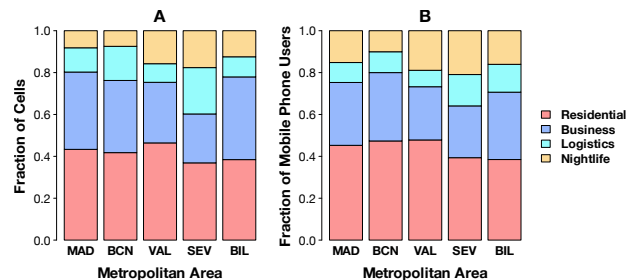 A
B
Fraction of Cells
1.0
0.8
0.6
0.4
0.2
0.0
MAD BCN VAL SEV BIL
Metropolitan Area
Fraction of Mobile Phone Users
1.0
0.8
0.6
0.4
0.2
0.0
MAD BCN VAL SEV BIL
Metropolitan Area
Residential
Business
Logistics
Nightlife